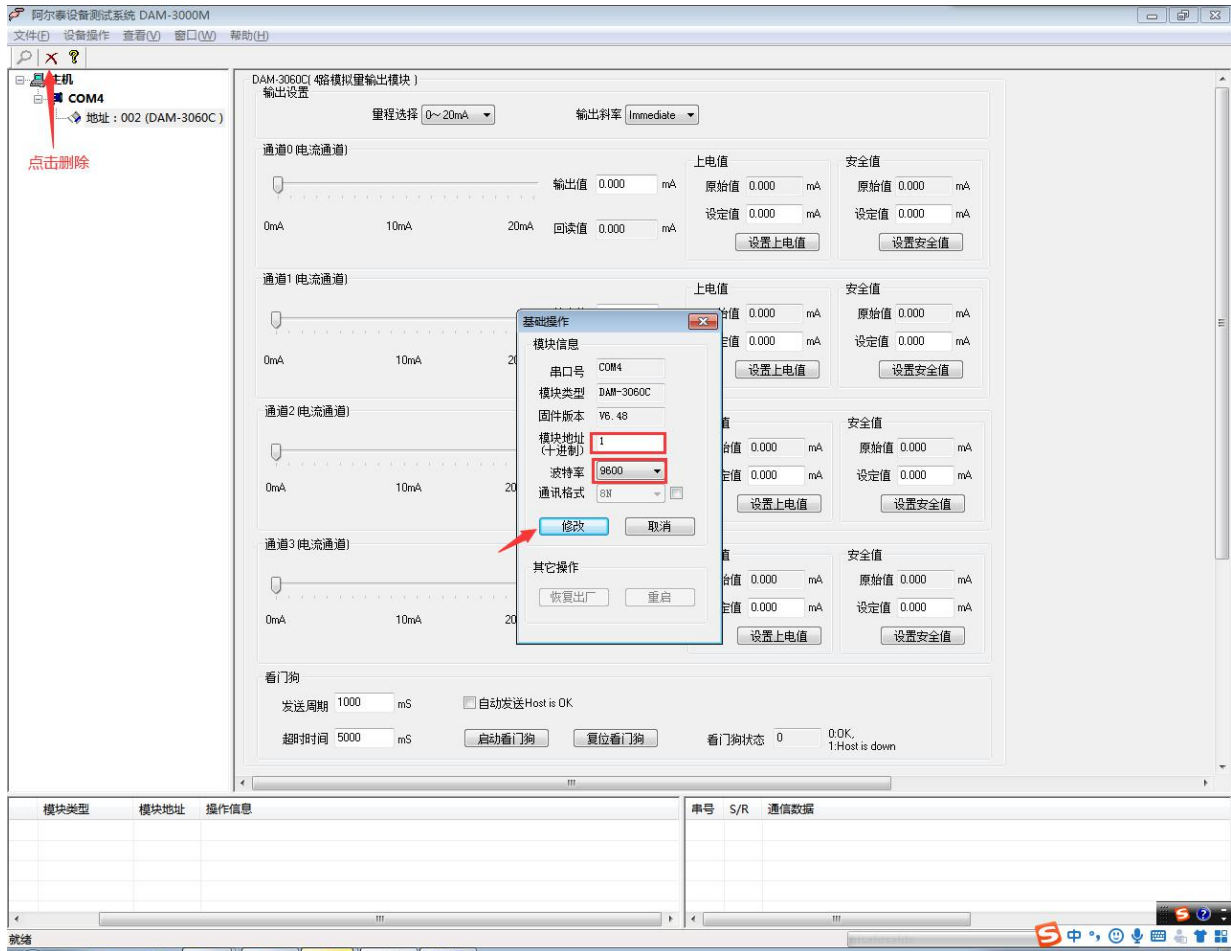 阿尔泰设备测试系统 DAM-3000M
文件(F) 设备操作 查看(V) 窗口(W) 帮助(H)
主机
COM4
地址：002 (DAM-3060C)
点击删除
DAM-3060C( 4路模拟量输出模块 )
输出设置
量程选择 0~20mA 输出斜率 Immediate
通道0(电流通道)
上电值 安全值
输出值 0.000 mA 原始值 0.000 mA 原始值 0.000 mA
设定值 0.000 mA 设定值 0.000 mA
0mA 10mA 20mA 回读值 0.000 mA
设置上电值 设置安全值
通道1(电流通道)
上电值 安全值
始值 0.000 mA 原始值 0.000 mA
定值 0.000 mA 设定值 0.000 mA
0mA 10mA 20
设置上电值 设置安全值
通道2(电流通道)
值 安全值
始值 0.000 mA 原始值 0.000 mA
定值 0.000 mA 设定值 0.000 mA
0mA 10mA 20
设置上电值 设置安全值
通道3(电流通道)
值 安全值
始值 0.000 mA 原始值 0.000 mA
定值 0.000 mA 设定值 0.000 mA
0mA 10mA 20
设置上电值 设置安全值
基础操作
模块信息
串口号 COM4
模块类型 DAM-3060C
固件版本 V6.48
模块地址 1
(十进制)
波特率 9600
通讯格式 8N
修改 取消
其它操作
恢复出厂 重启
看门狗
发送周期 1000 mS 自动发送Host is OK
超时时间 5000 mS 启动看门狗 复位看门狗 看门狗状态 0 0:OK,
1:Host is down
模块类型 模块地址 操作信息 串号 S/R 通信数据
就绪
中